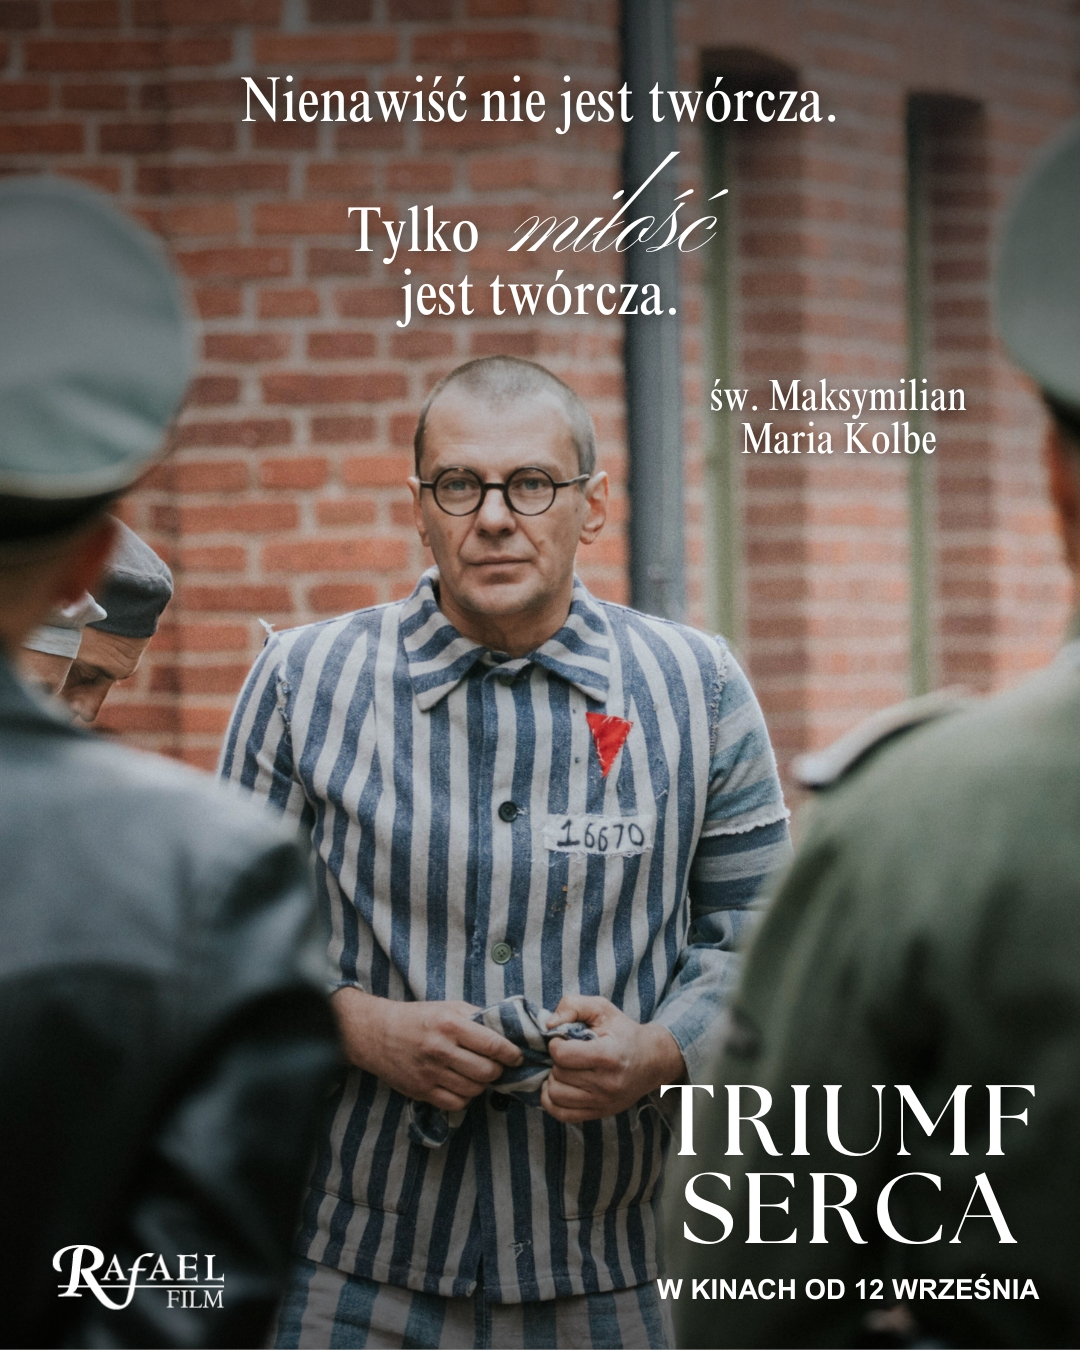 Nienawiść nie jest twórcza.
Tylko miłość
jest twórcza.
św. Maksymilian
Maria Kolbe
16670
TRIUMF
SERCA
W KINACH OD 12 WRZEŚNIA
RAFAEL
FILM